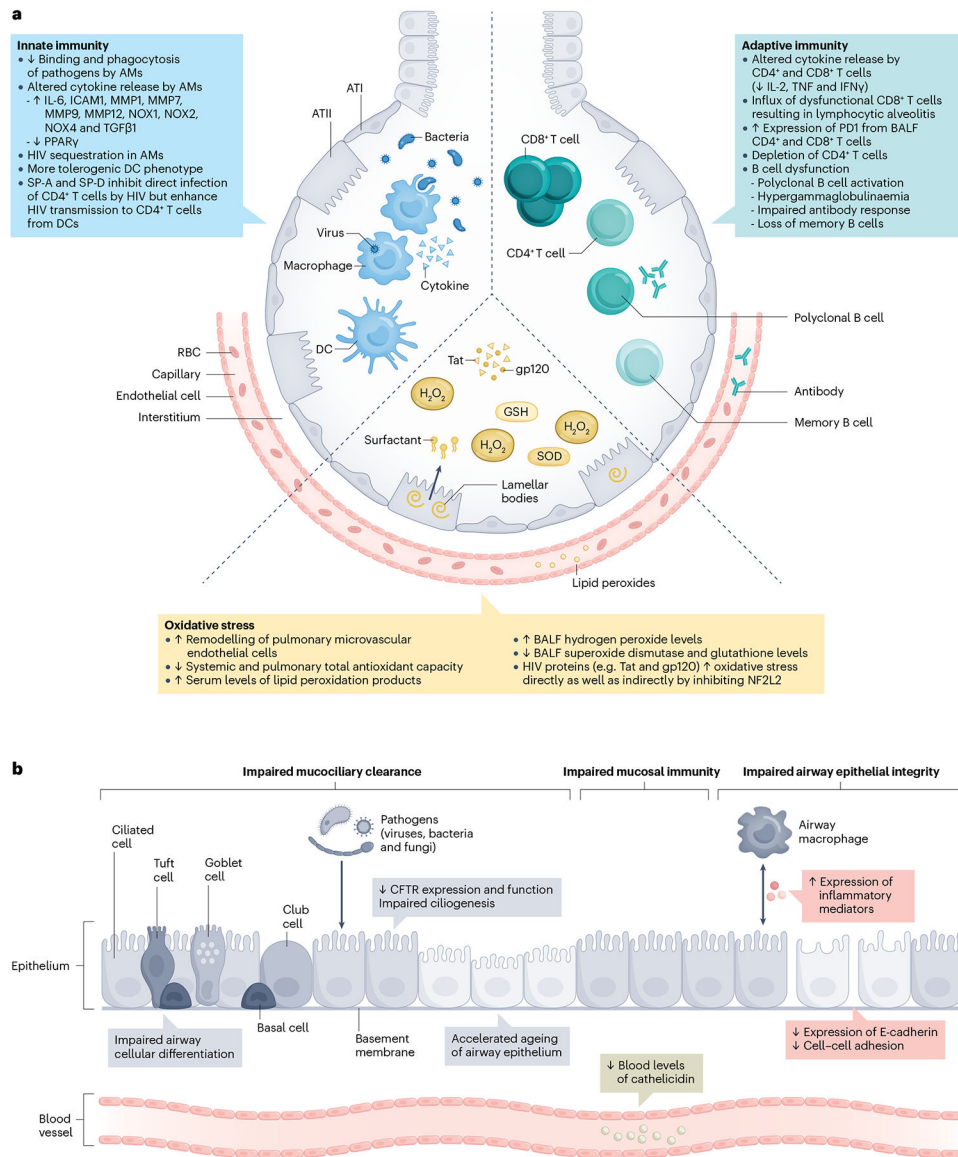 a
Innate immunity
• ↓ Binding and phagocytosis
of pathogens by AMs
• Altered cytokine release by AMs
- ↑ IL-6, ICAM1, MMP1, MMP7,
MMP9, MMP12, NOX1, NOX2,
NOX4 and TGFβ1
- ↓ PPARγ
• HIV sequestration in AMs
• More tolerogenic DC phenotype
• SP-A and SP-D inhibit direct infection
of CD4⁺ T cells by HIV but enhance
HIV transmission to CD4⁺ T cells
from DCs
Adaptive immunity
• Altered cytokine release by
CD4⁺ and CD8⁺ T cells
(↓ IL-2, TNF and IFNγ)
• Influx of dysfunctional CD8⁺ T cells
resulting in lymphocytic alveolitis
• ↑ Expression of PD1 from BALF
CD4⁺ and CD8⁺ T cells
• Depletion of CD4⁺ T cells
• B cell dysfunction
- Polyclonal B cell activation
- Hypergammaglobulinaemia
- Impaired antibody response
- Loss of memory B cells
ATI
ATII
Bacteria
CD8⁺ T cell
Virus
Macrophage
Cytokine
CD4⁺ T cell
Polyclonal B cell
DC
RBC
Capillary
Endothelial cell
Interstitium
Tat
gp120
Antibody
Memory B cell
H₂O₂
GSH
H₂O₂
Surfactant
H₂O₂
SOD
Lamellar
bodies
Lipid peroxides
Oxidative stress
• ↑ Remodelling of pulmonary microvascular
endothelial cells
• ↓ Systemic and pulmonary total antioxidant capacity
• ↑ Serum levels of lipid peroxidation products
• ↑ BALF hydrogen peroxide levels
• ↓ BALF superoxide dismutase and glutathione levels
• HIV proteins (e.g. Tat and gp120) ↑ oxidative stress
directly as well as indirectly by inhibiting NF2L2
b
Impaired mucociliary clearance
Impaired mucosal immunity
Impaired airway epithelial integrity
Ciliated
cell
Tuft
cell
Goblet
cell
Club
cell
Pathogens
(viruses, bacteria
and fungi)
Airway
macrophage
↓ CFTR expression and function
Impaired ciliogenesis
↑ Expression of
inflammatory
mediators
Epithelium
Impaired airway
cellular differentiation
Basal cell
Basement
membrane
Accelerated ageing
of airway epithelium
↓ Expression of E-cadherin
↓ Cell–cell adhesion
↓ Blood levels
of cathelicidin
Blood
vessel